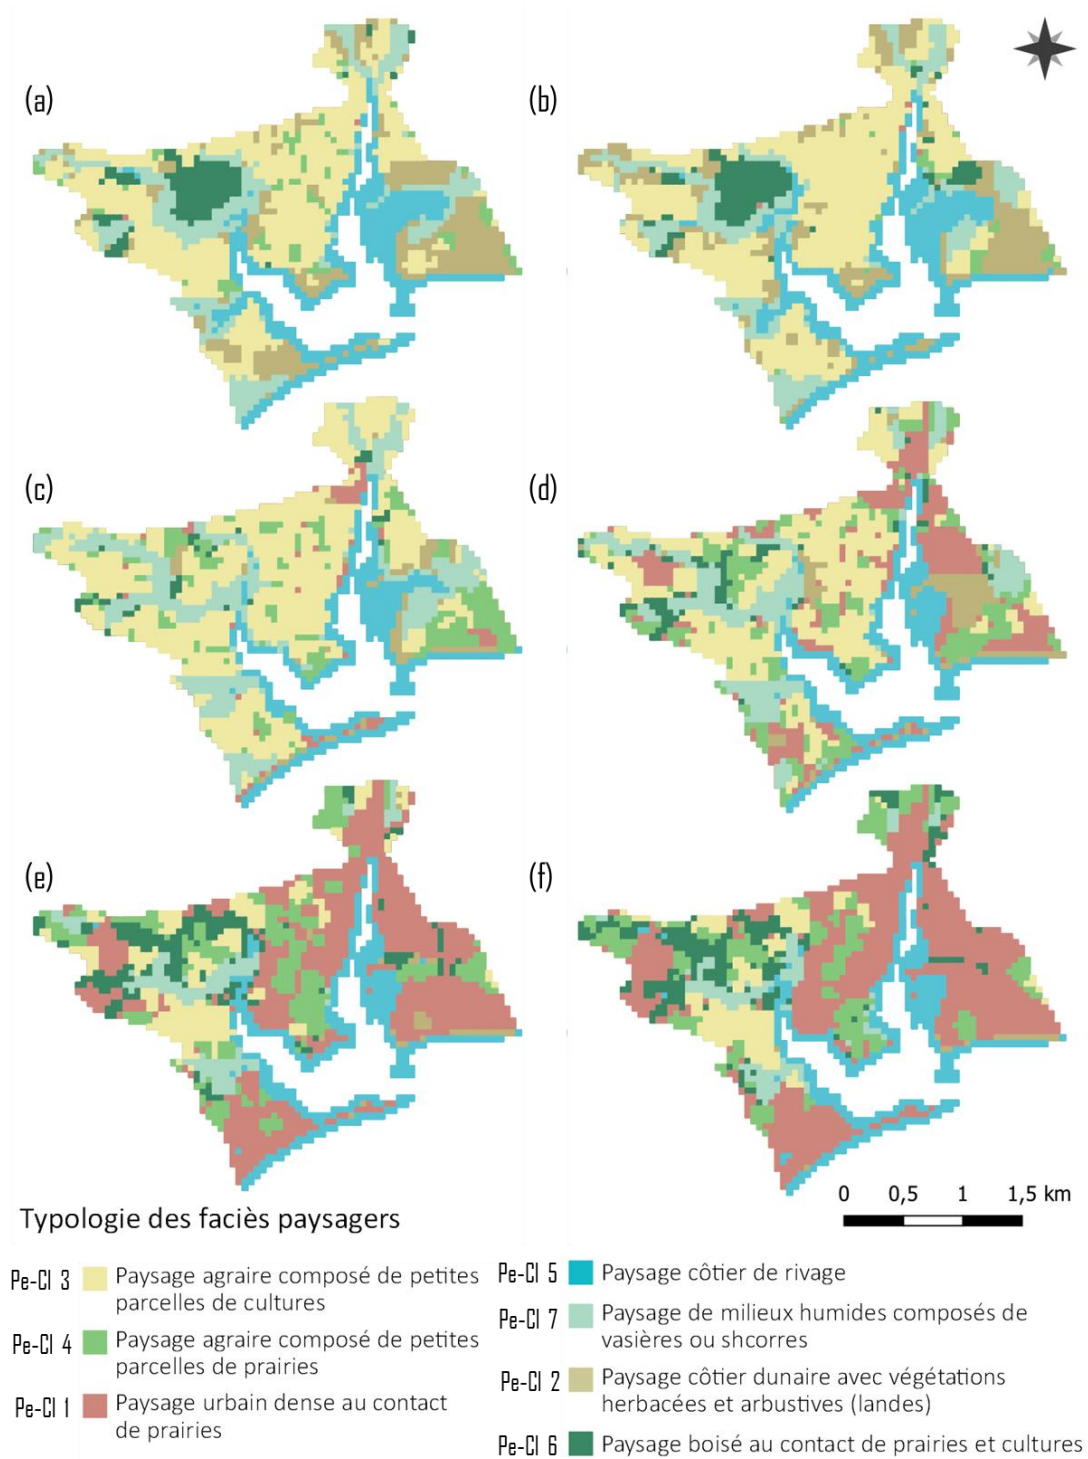 (a)
(b)
(c)
(d)
(e)
(f)
0 0,5 1 1,5 km
Typologie des faciès paysagers
Pe-Cl 3 Paysage agraire composé de petites
parcelles de cultures
Pe-Cl 4 Paysage agraire composé de petites
parcelles de prairies
Pe-Cl 1 Paysage urbain dense au contact
de prairies
Pe-Cl 5 Paysage côtier de rivage
Pe-Cl 7 Paysage de milieux humides composés de
vasières ou shcorres
Pe-Cl 2 Paysage côtier dunaire avec végétations
herbacées et arbustives (landes)
Pe-Cl 6 Paysage boisé au contact de prairies et cultures